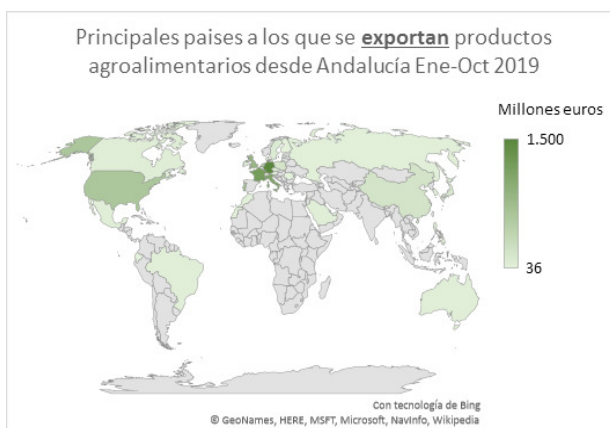 Principales paises a los que se exportan productos
agroalimentarios desde Andalucía Ene-Oct 2019
Millones euros
1.500
36
Con tecnología de Bing
© GeoNames, HERE, MSFT, Microsoft, NavInfo, Wikipedia